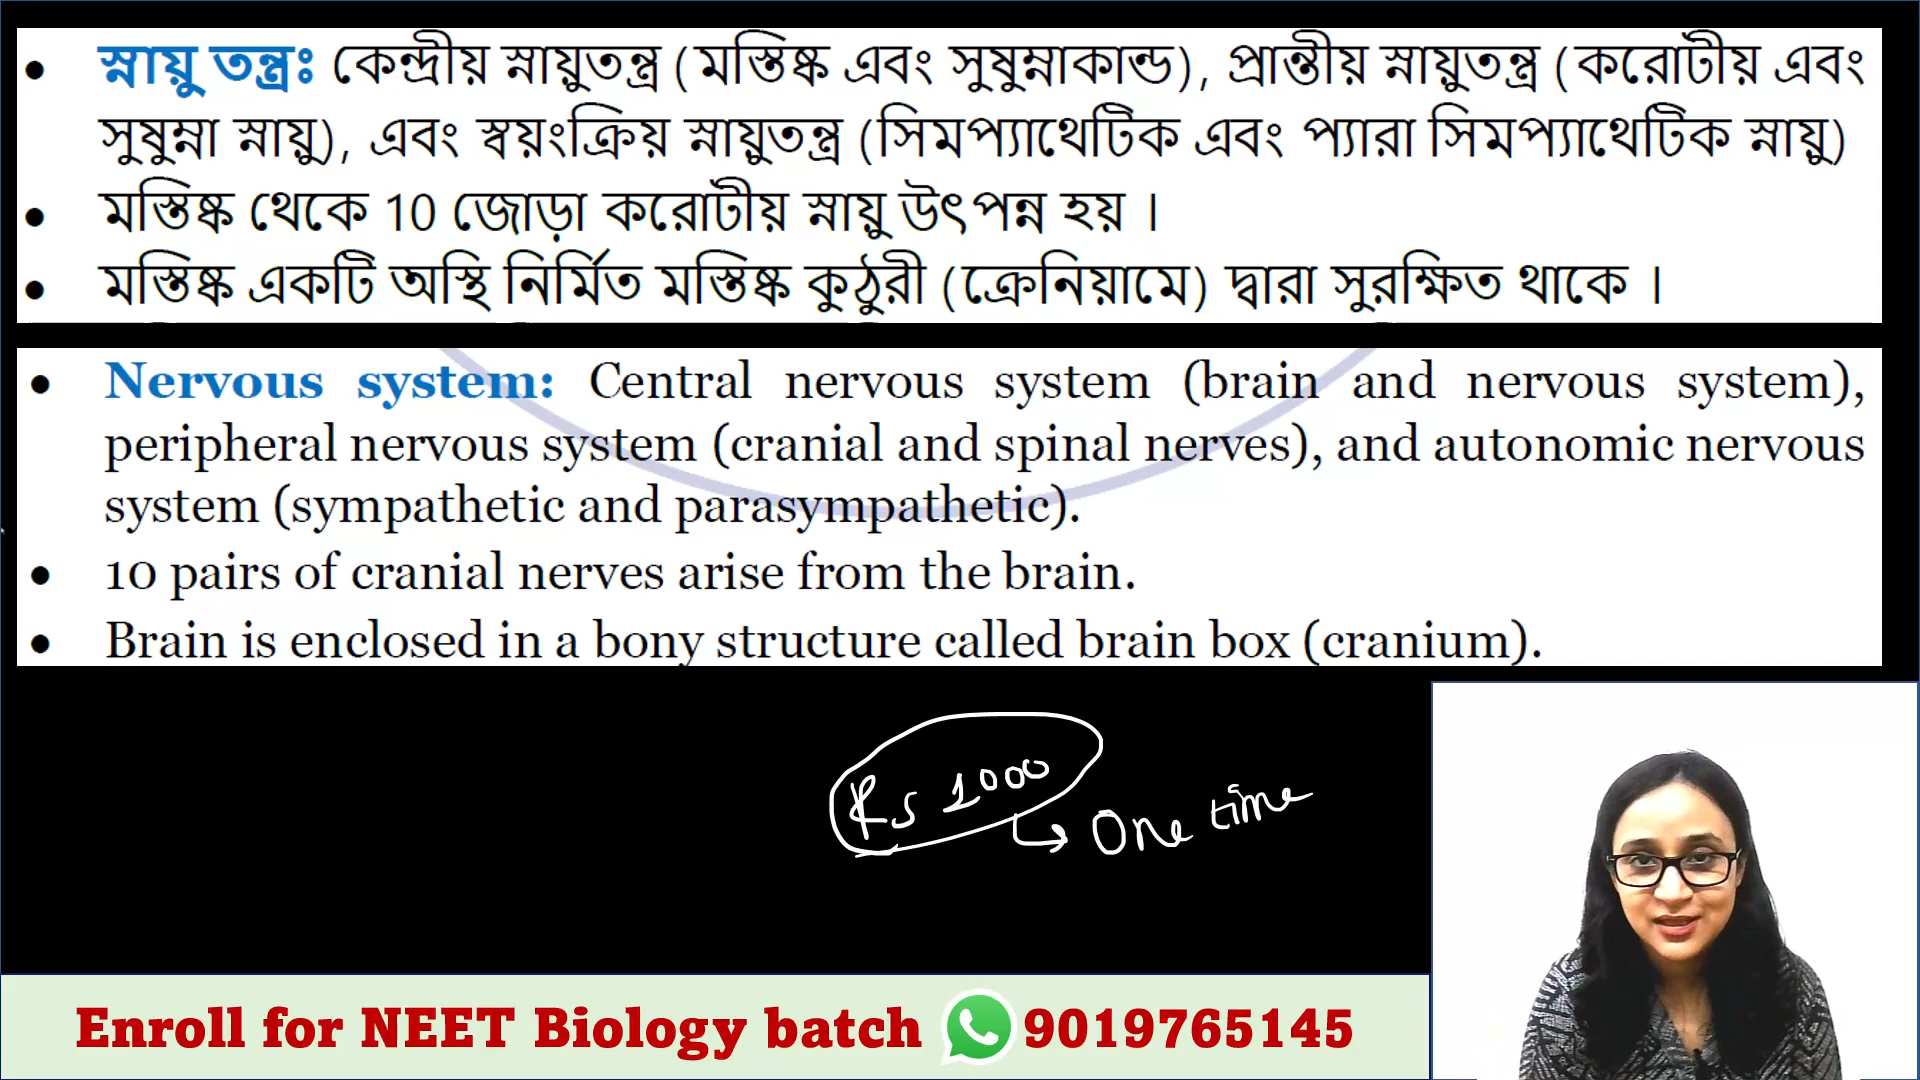 • স্নায়ু তন্ত্রঃ কেন্দ্রীয় স্নায়ুতন্ত্র (মস্তিষ্ক এবং সুষুম্নাকান্ড), প্রান্তীয় স্নায়ুতন্ত্র (করোটীয় এবং
সুষুম্না স্নায়ু), এবং স্বয়ংক্রিয় স্নায়ুতন্ত্র (সিমপ্যাথেটিক এবং প্যারা সিমপ্যাথেটিক স্নায়ু)
• মস্তিষ্ক থেকে 10 জোড়া করোটীয় স্নায়ু উৎপন্ন হয় ।
• মস্তিষ্ক একটি অস্থি নির্মিত মস্তিষ্ক কুঠুরী (ক্রেনিয়ামে) দ্বারা সুরক্ষিত থাকে ।
• Nervous system: Central nervous system (brain and nervous system),
peripheral nervous system (cranial and spinal nerves), and autonomic nervous
system (sympathetic and parasympathetic).
• 10 pairs of cranial nerves arise from the brain.
• Brain is enclosed in a bony structure called brain box (cranium).
Rs 1000
One time
Enroll for NEET Biology batch 9019765145